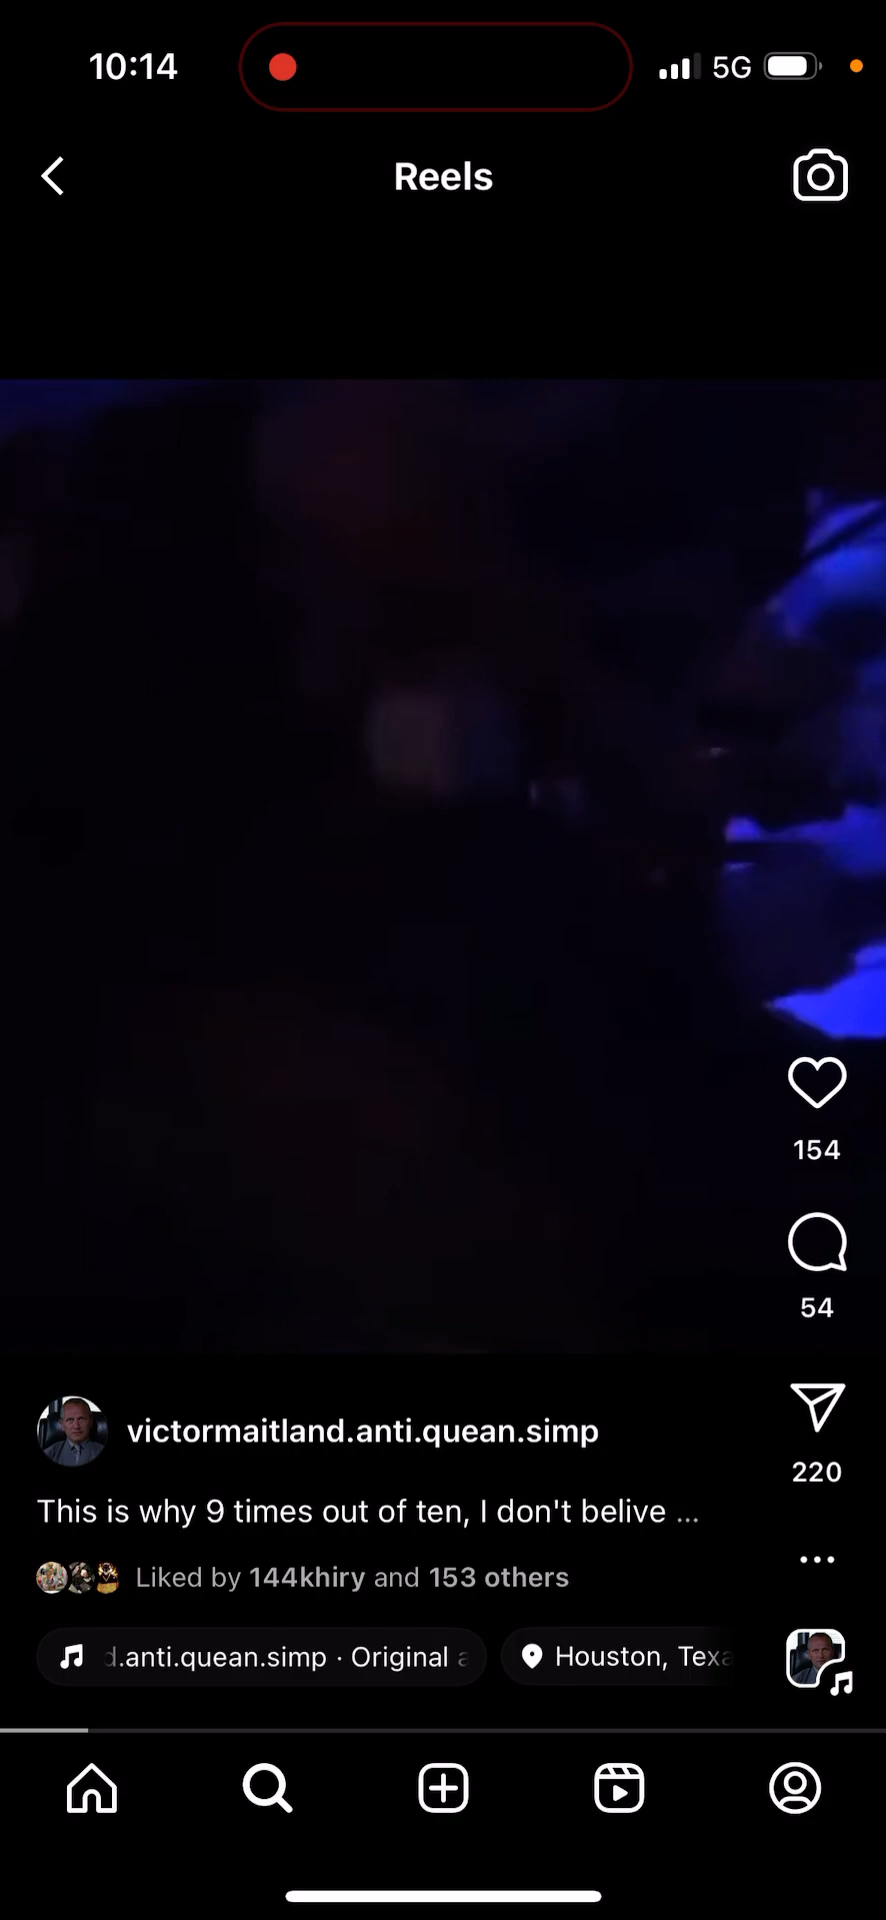 10:14
5G
Reels
154
54
victormaitland.anti.quean.simp
220
This is why 9 times out of ten, I don't belive ...
Liked by 144khiry and 153 others
d.anti.quean.simp · Original a
Houston, Texa